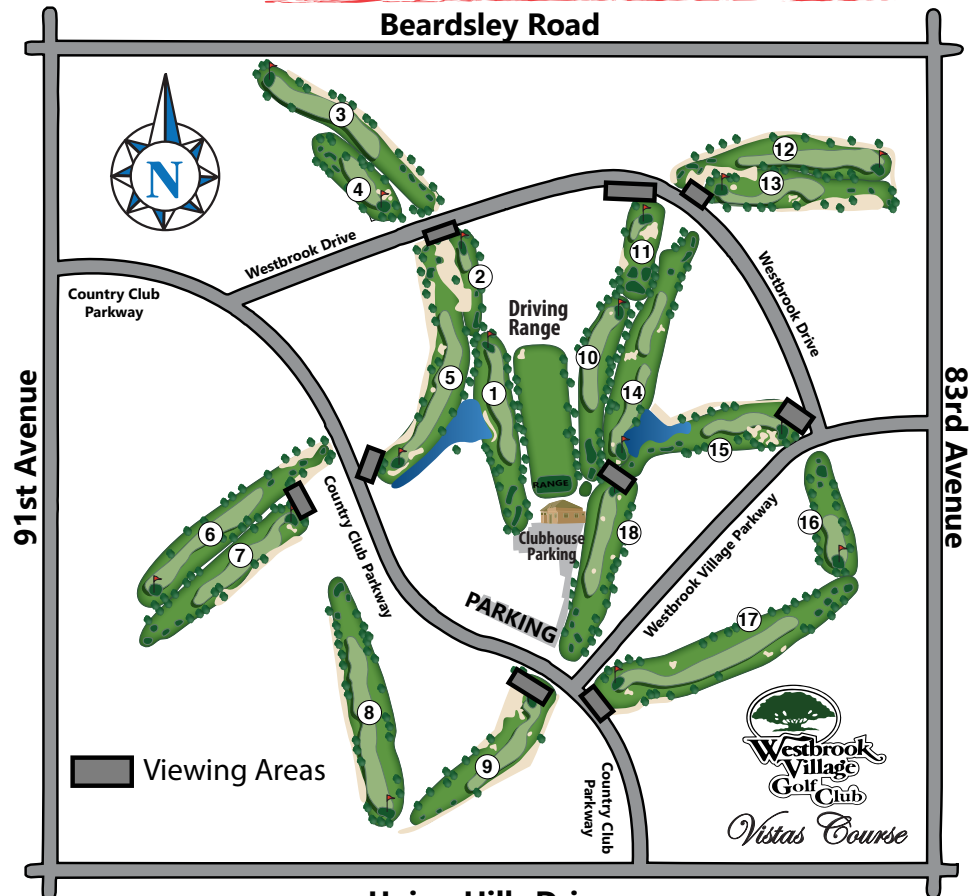 Beardsley Road
N
3
4
12
13
Westbrook Drive
Country Club
Parkway
2
11
Westbrook Drive
Driving
Range
10
5
1
14
15
91st Avenue
83rd Avenue
RANGE
6
7
Country Club Parkway
Clubhouse
Parking
18
16
Westbrook Village Parkway
PARKING
17
8
9
Viewing Areas
Country Club
Parkway
Westbrook
Village
Golf Club
Vistas Course